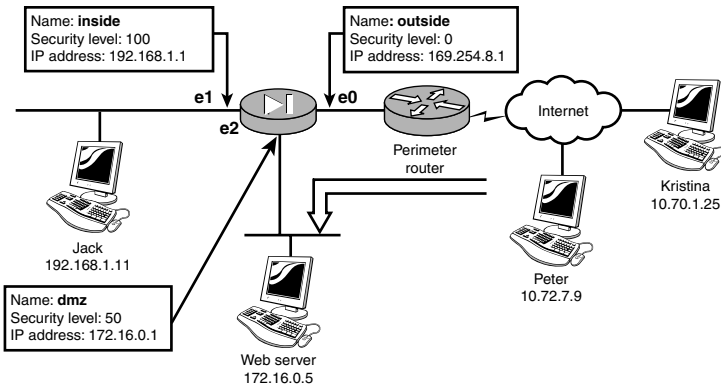 Name: inside
Security level: 100
IP address: 192.168.1.1
Name: outside
Security level: 0
IP address: 169.254.8.1
e1
e0
e2
Internet
Perimeter
router
Kristina
10.70.1.25
Jack
192.168.1.11
Peter
10.72.7.9
Name: dmz
Security level: 50
IP address: 172.16.0.1
Web server
172.16.0.5